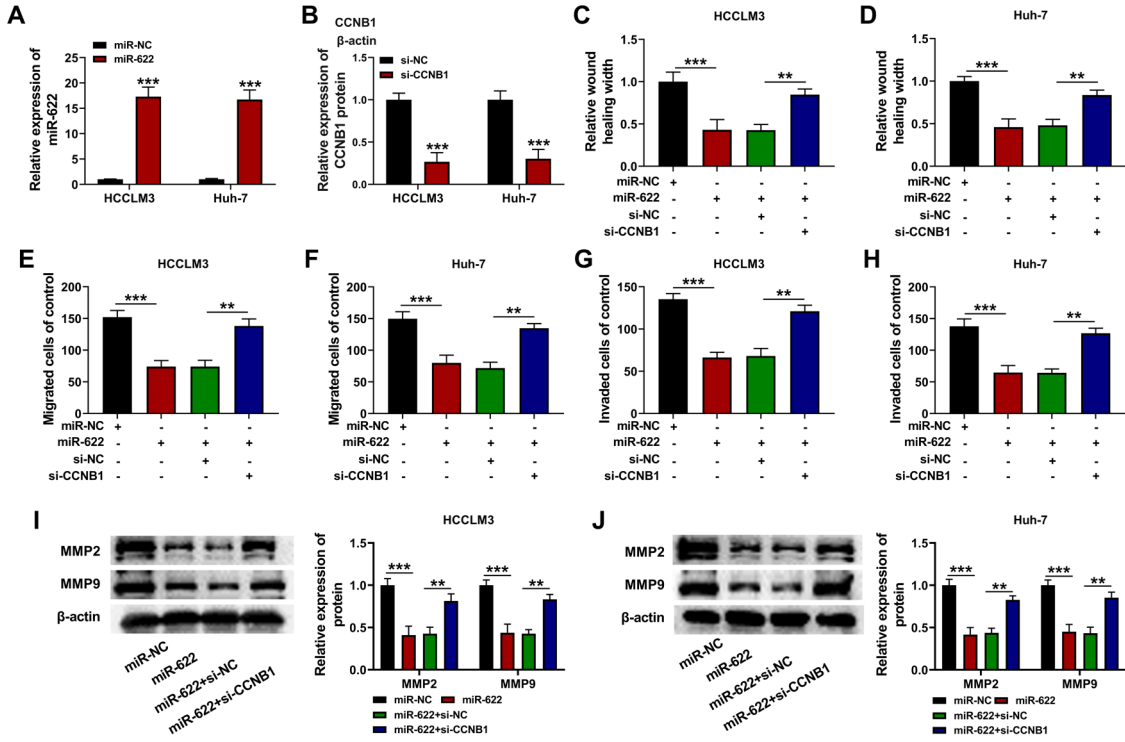 A
Relative expression of
miR-622
miR-NC
miR-622
25
20
15
10
5
0
***
***
HCCLM3
Huh-7
B
CCNB1
β-actin
Relative expression of
CCNB1 protein
si-NC
si-CCNB1
1.5
1.0
0.5
0.0
***
***
HCCLM3
Huh-7
C
HCCLM3
Relative wound
healing width
1.5
1.0
0.5
0.0
***
**
miR-NC + - - -
miR-622 - + + +
si-NC - - + -
si-CCNB1 - - - +
D
Huh-7
Relative wound
healing width
1.5
1.0
0.5
0.0
***
**
miR-NC + - - -
miR-622 - + + +
si-NC - - + -
si-CCNB1 - - - +
E
HCCLM3
Migrated cells of control
200
150
100
50
0
***
**
miR-NC + - - -
miR-622 - + + +
si-NC - - + -
si-CCNB1 - - - +
F
Huh-7
Migrated cells of control
200
150
100
50
0
***
**
miR-NC + - - -
miR-622 - + + +
si-NC - - + -
si-CCNB1 - - - +
G
HCCLM3
Invaded cells of control
150
100
50
0
***
**
miR-NC + - - -
miR-622 - + + +
si-NC - - + -
si-CCNB1 - - - +
H
Huh-7
Invaded cells of control
200
150
100
50
0
***
**
miR-NC + - - -
miR-622 - + + +
si-NC - - + -
si-CCNB1 - - - +
I
MMP2
MMP9
β-actin
miR-NC
miR-622
miR-622+si-NC
miR-622+si-CCNB1
HCCLM3
Relative expression of
protein
1.5
1.0
0.5
0.0
***
**
***
**
MMP2
MMP9
miR-NC
miR-622
miR-622+si-NC
miR-622+si-CCNB1
J
MMP2
MMP9
β-actin
miR-NC
miR-622
miR-622+si-NC
miR-622+si-CCNB1
Huh-7
Relative expression of
protein
1.5
1.0
0.5
0.0
***
**
***
**
MMP2
MMP9
miR-NC
miR-622
miR-622+si-NC
miR-622+si-CCNB1